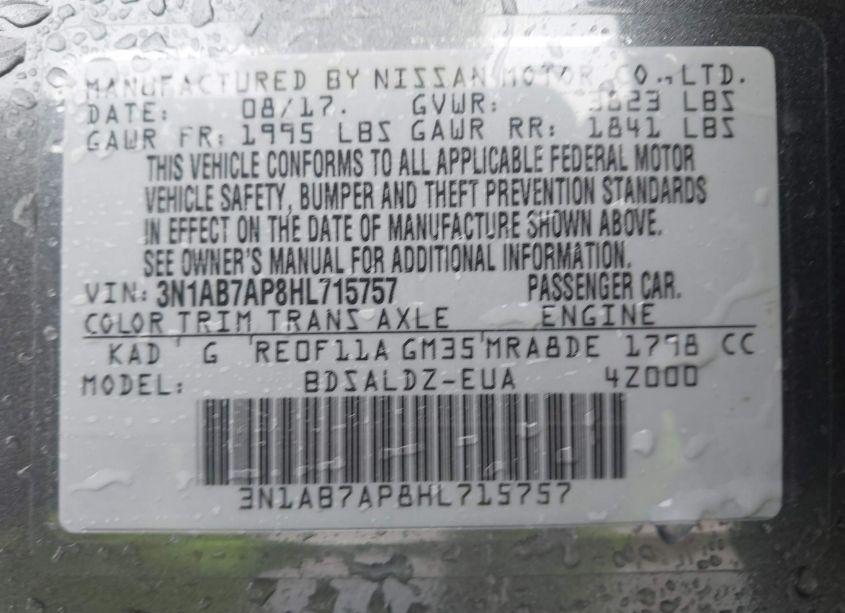 MANUFACTURED BY NISSAN MOTOR CO., LTD.
DATE: 08/17. GVWR: 3623 LBS
GAWR FR: 1995 LBS GAWR RR: 1841 LBS
THIS VEHICLE CONFORMS TO ALL APPLICABLE FEDERAL MOTOR
VEHICLE SAFETY, BUMPER AND THEFT PREVENTION STANDARDS
IN EFFECT ON THE DATE OF MANUFACTURE SHOWN ABOVE.
SEE OWNER'S MANUAL FOR ADDITIONAL INFORMATION.
VIN: 3N1AB7AP8HL715757 PASSENGER CAR.
COLOR TRIM TRANS AXLE ENGINE
KAD G RE0F11A GM35 MRA8DE 1798 CC
MODEL: BDSALDZ-EUA 4Z000
3N1AB7AP8HL715757